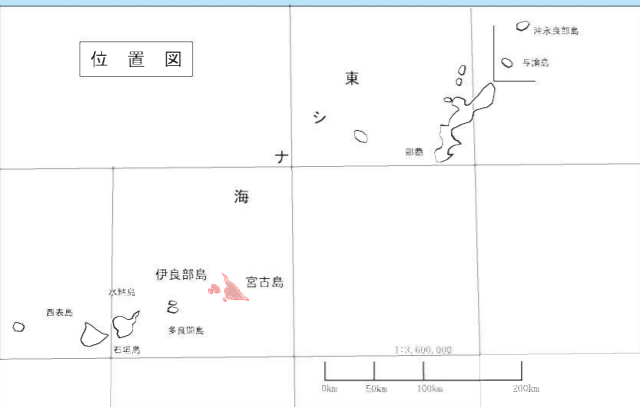 位 置 図
沖永良部島
与論島
東
シ
ナ
那覇
海
伊良部島
宮古島
水納島
西表島
多良間島
石垣島
1:3,600,000
0km 50km 100km 200km